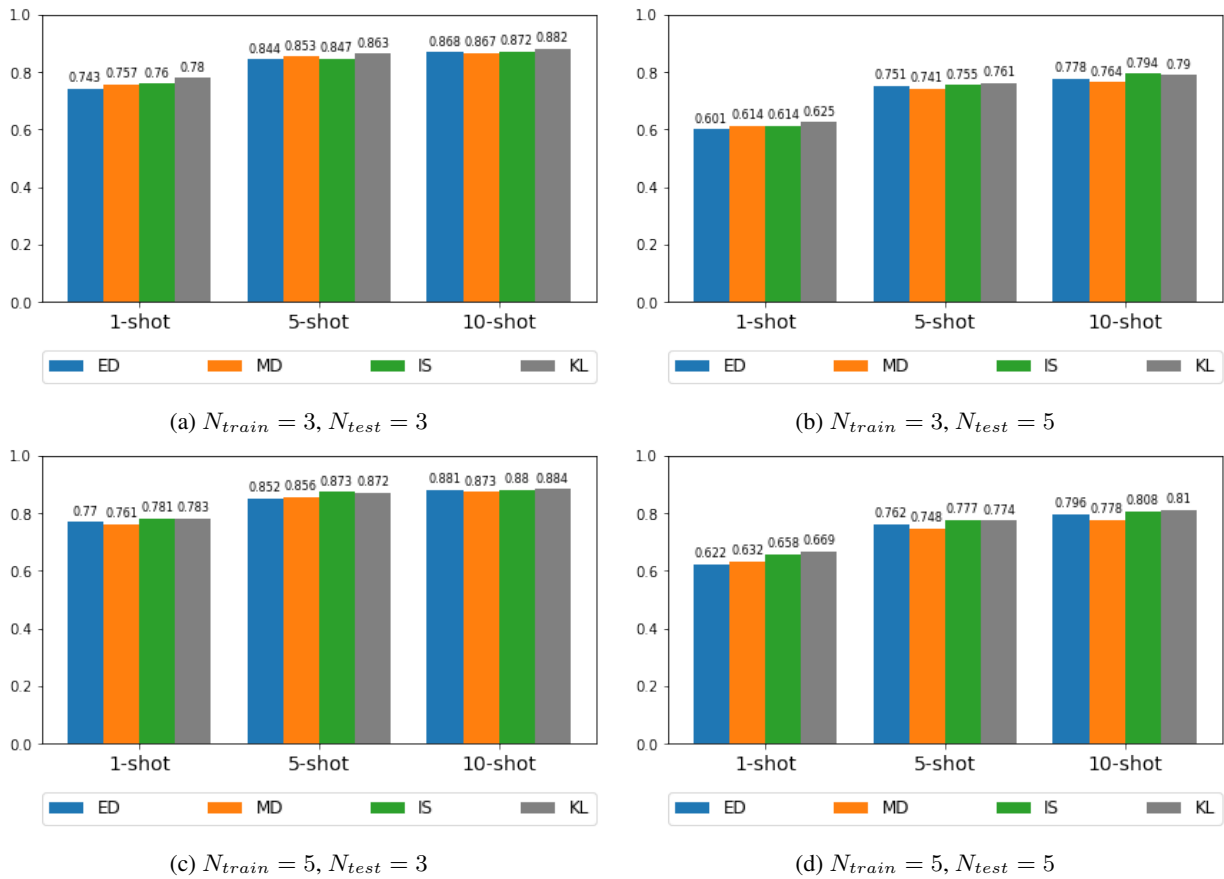 1.0
0.8
0.6
0.4
0.2
0.0
0.743 0.757 0.76 0.78
0.844 0.853 0.847 0.863
0.868 0.867 0.872 0.882
1-shot 5-shot 10-shot
ED MD IS KL
(a) N_{train} = 3, N_{test} = 3
1.0
0.8
0.6
0.4
0.2
0.0
0.601 0.614 0.614 0.625
0.751 0.741 0.755 0.761
0.778 0.764 0.794 0.79
1-shot 5-shot 10-shot
ED MD IS KL
(b) N_{train} = 3, N_{test} = 5
1.0
0.8
0.6
0.4
0.2
0.0
0.77 0.761 0.781 0.783
0.852 0.856 0.873 0.872
0.881 0.873 0.88 0.884
1-shot 5-shot 10-shot
ED MD IS KL
(c) N_{train} = 5, N_{test} = 3
1.0
0.8
0.6
0.4
0.2
0.0
0.622 0.632 0.658 0.669
0.762 0.748 0.777 0.774
0.796 0.778 0.808 0.81
1-shot 5-shot 10-shot
ED MD IS KL
(d) N_{train} = 5, N_{test} = 5